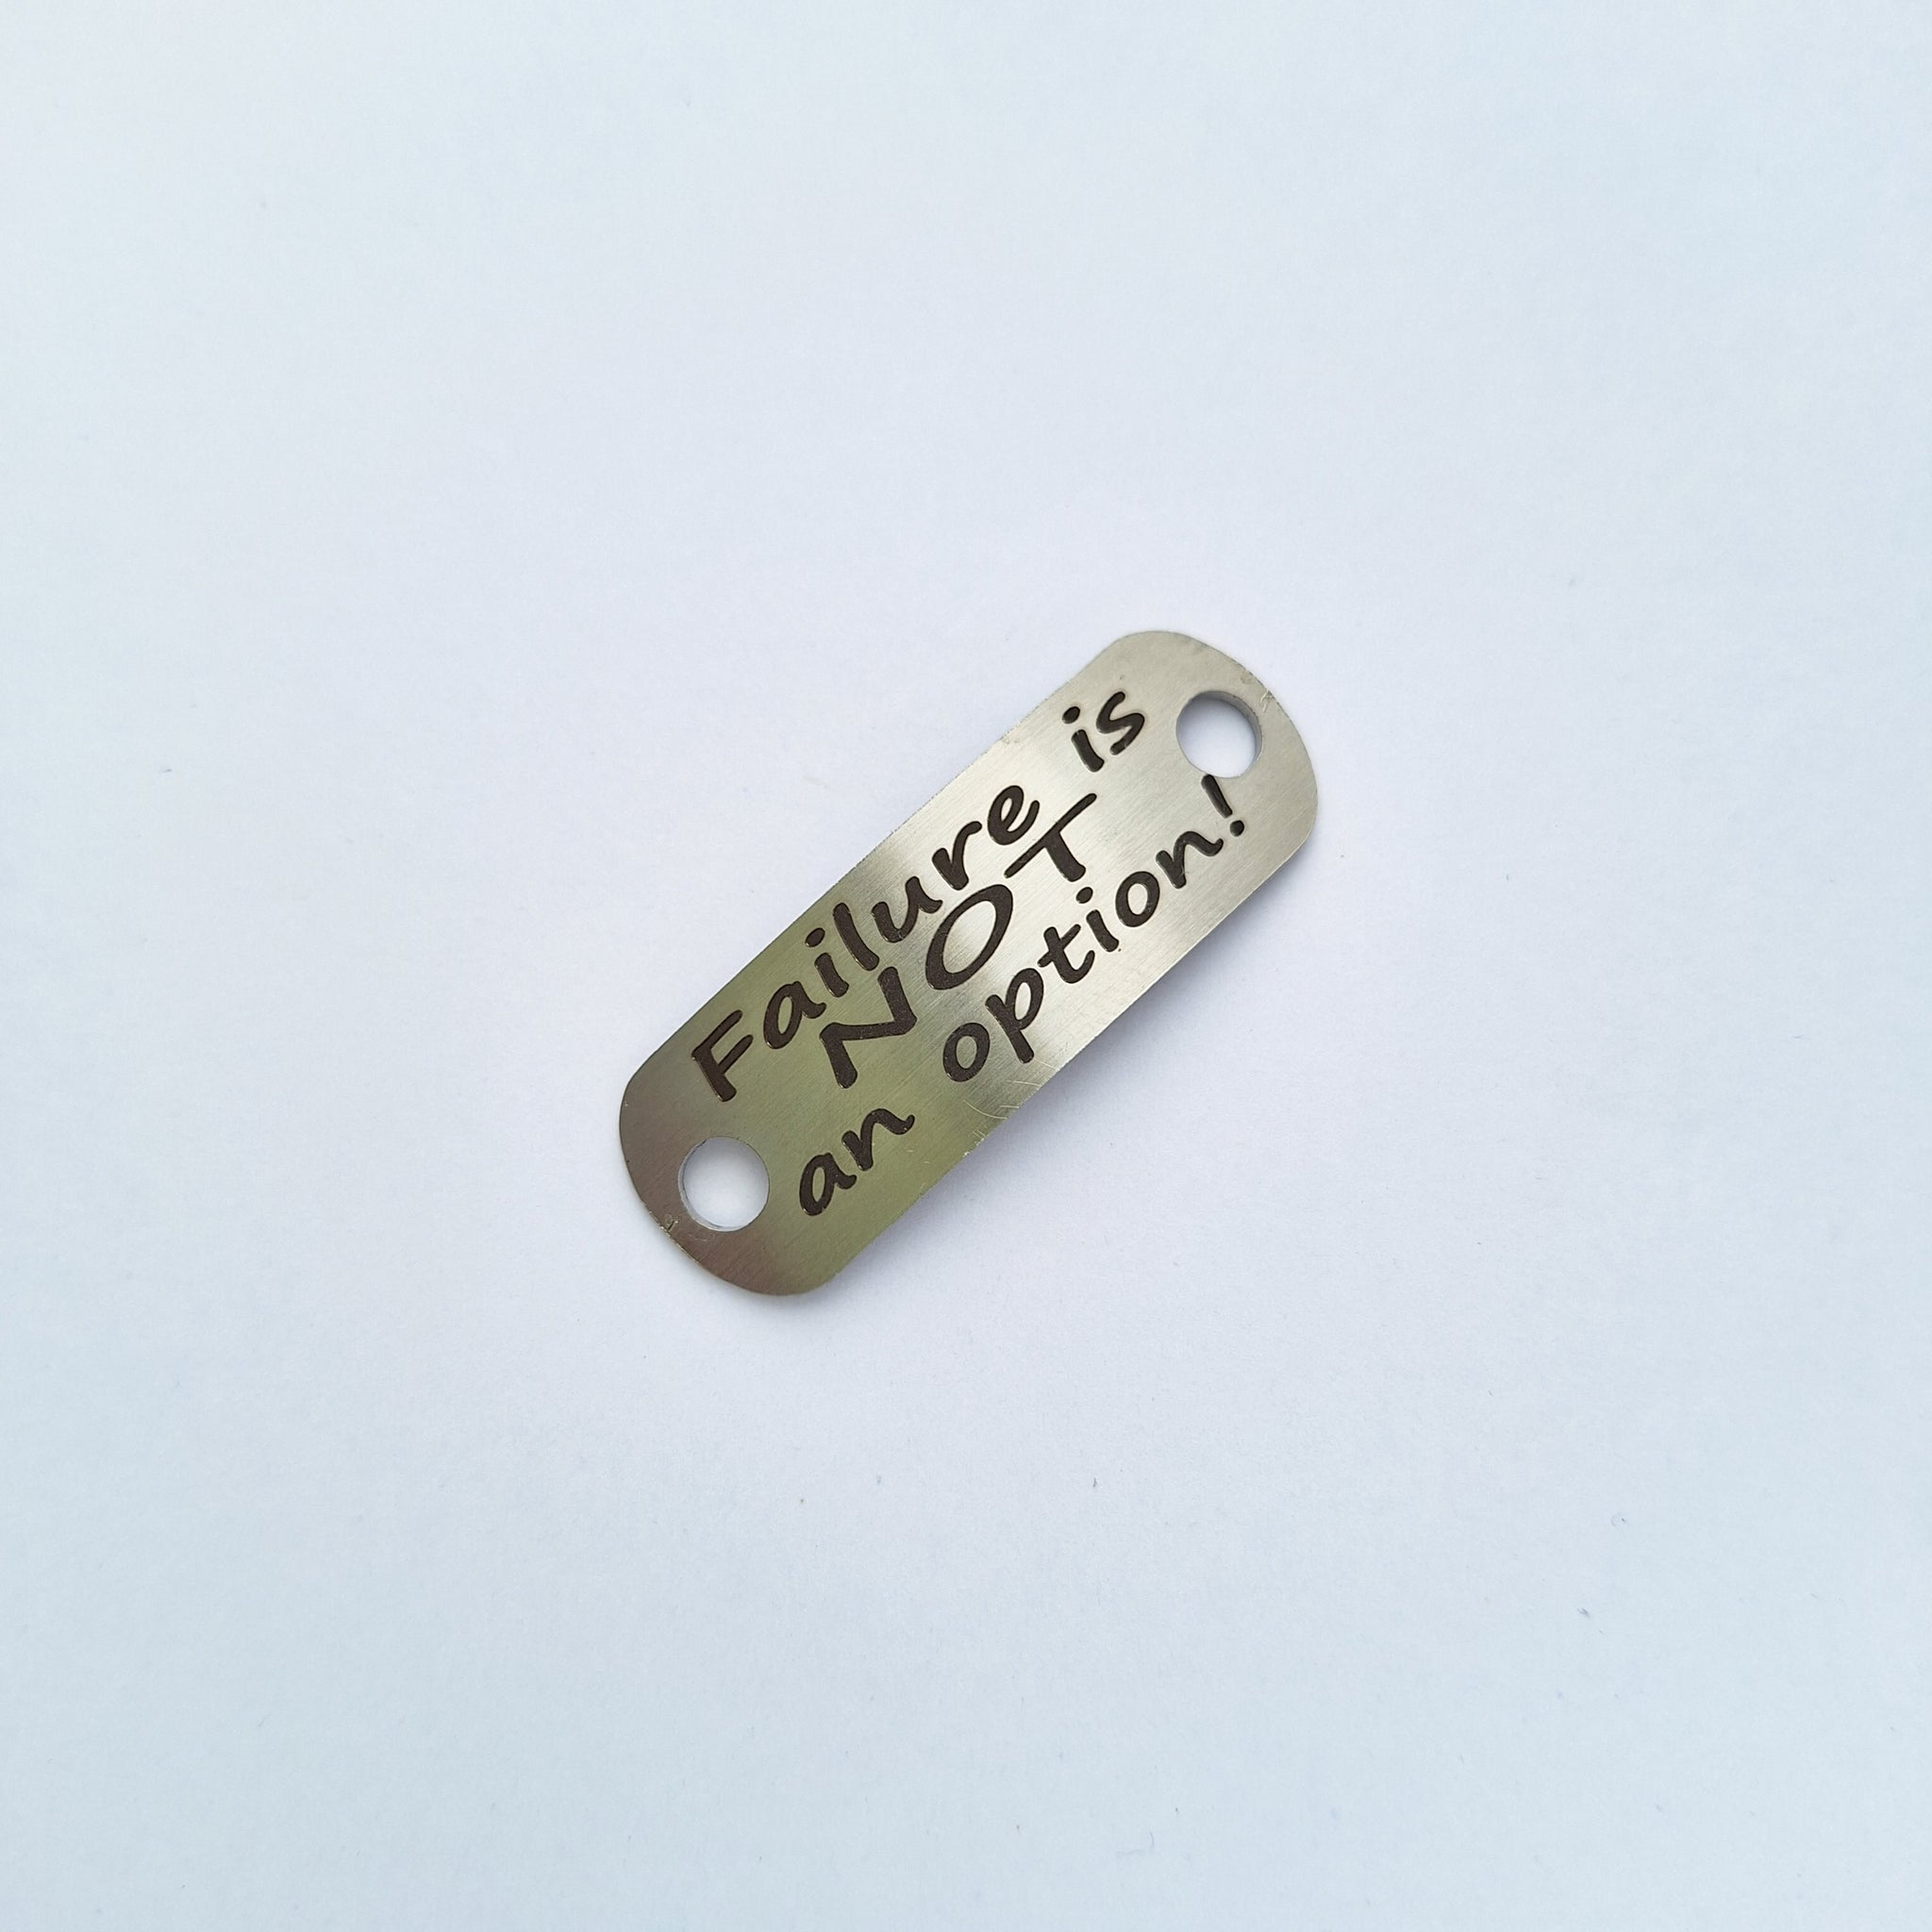 Failure is
NOT
an option!